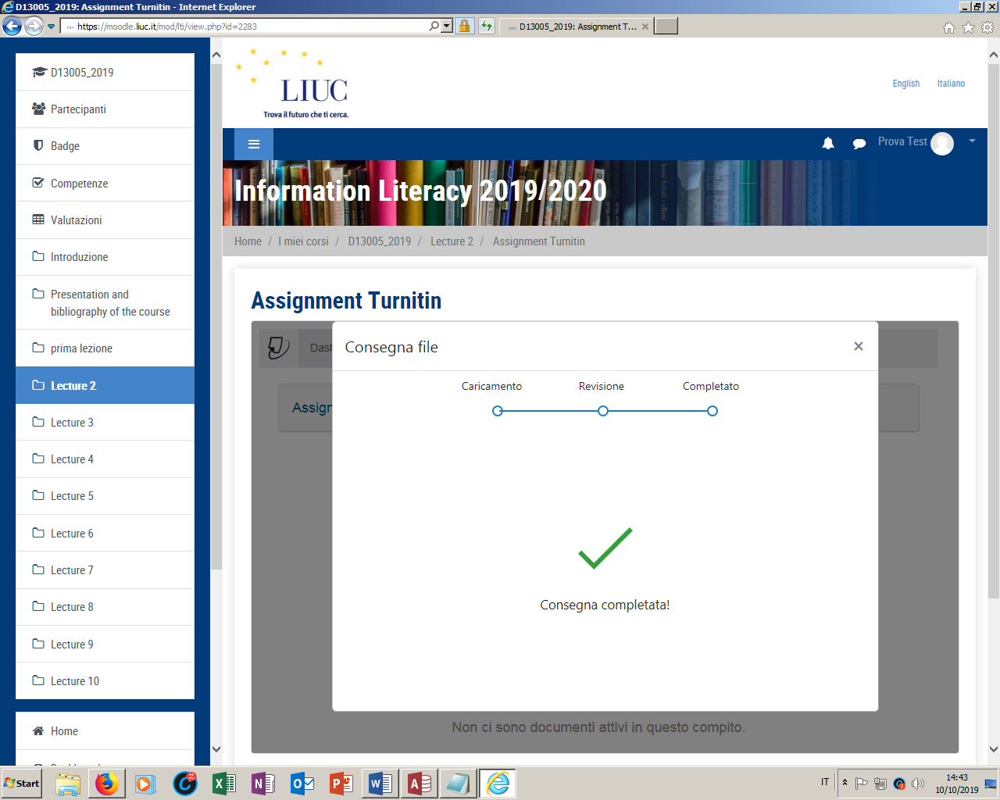 D13005_2019: Assignment Turnitin - Internet Explorer
https://moodle.liuc.it/mod/lti/view.php?id=2283
D13005_2019: Assignment T...
LIUC
Trova il futuro che ti cerca.
English Italiano
Prova Test
Information Literacy 2019/2020
Home / I miei corsi / D13005_2019 / Lecture 2 / Assignment Turnitin
D13005_2019
Partecipanti
Badge
Competenze
Valutazioni
Introduzione
Presentation and
bibliography of the course
prima lezione
Lecture 2
Lecture 3
Lecture 4
Lecture 5
Lecture 6
Lecture 7
Lecture 8
Lecture 9
Lecture 10
Home
Assignment Turnitin
Dash
Assign
Consegna file
Caricamento Revisione Completato
Consegna completata!
Non ci sono documenti attivi in questo compito.
Start
IT
14:43
10/10/2019